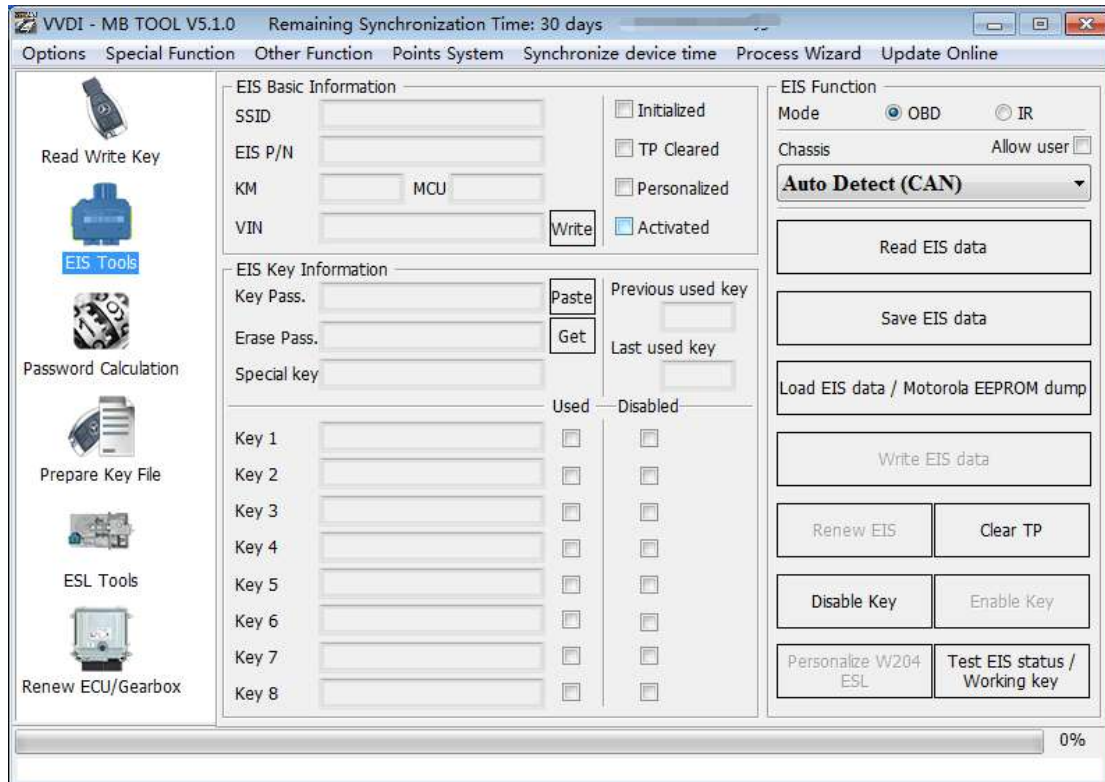 VVDI - MB TOOL V5.1.0 Remaining Synchronization Time: 30 days
Options Special Function Other Function Points System Synchronize device time Process Wizard Update Online
Read Write Key
EIS Tools
Password Calculation
Prepare Key File
ESL Tools
Renew ECU/Gearbox
EIS Basic Information
SSID
EIS P/N
KM MCU
VIN Write
Initialized
TP Cleared
Personalized
Activated
EIS Key Information
Key Pass. Paste
Erase Pass. Get
Special key
Previous used key
Last used key
Used Disabled
Key 1
Key 2
Key 3
Key 4
Key 5
Key 6
Key 7
Key 8
EIS Function
Mode OBD IR
Chassis Allow user
Auto Detect (CAN)
Read EIS data
Save EIS data
Load EIS data / Motorola EEPROM dump
Write EIS data
Renew EIS Clear TP
Disable Key Enable Key
Personalize W204
ESL
Test EIS status /
Working key
0%